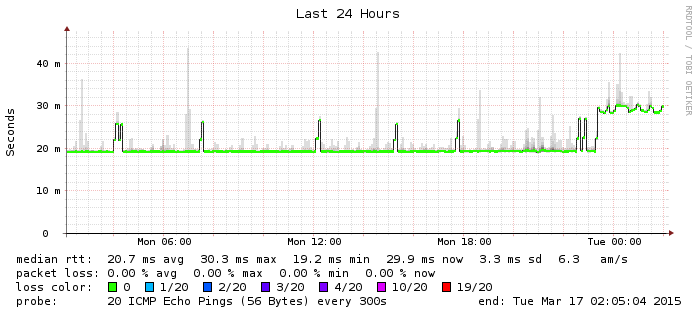 Last 24 Hours
RRDTOOL / TOBI OETIKER
Seconds
40 m
30 m
20 m
10 m
0
Mon 06:00 Mon 12:00 Mon 18:00 Tue 00:00
median rtt: 20.7 ms avg 30.3 ms max 19.2 ms min 29.9 ms now 3.3 ms sd 6.3 am/s
packet loss: 0.00 % avg 0.00 % max 0.00 % min 0.00 % now
loss color: 0 1/20 2/20 3/20 4/20 10/20 19/20
probe: 20 ICMP Echo Pings (56 Bytes) every 300s end: Tue Mar 17 02:05:04 2015